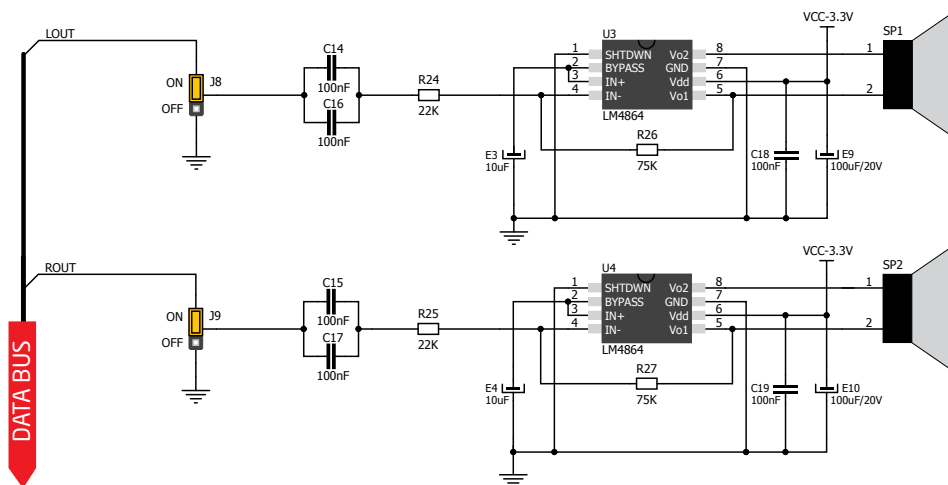 LOUT
ON
J8
OFF
C14
100nF
C16
100nF
R24
22K
U3
1
SHTDWN
Vo2
8
2
BYPASS
GND
7
3
IN+
Vdd
6
4
IN-
Vo1
5
LM4864
R26
75K
E3
10uF
VCC-3.3V
SP1
1
2
C18
100nF
E9
100uF/20V
ROUT
ON
J9
OFF
C15
100nF
C17
100nF
R25
22K
U4
1
SHTDWN
Vo2
8
2
BYPASS
GND
7
3
IN+
Vdd
6
4
IN-
Vo1
5
LM4864
R27
75K
E4
10uF
VCC-3.3V
SP2
1
2
C19
100nF
E10
100uF/20V
DATA BUS